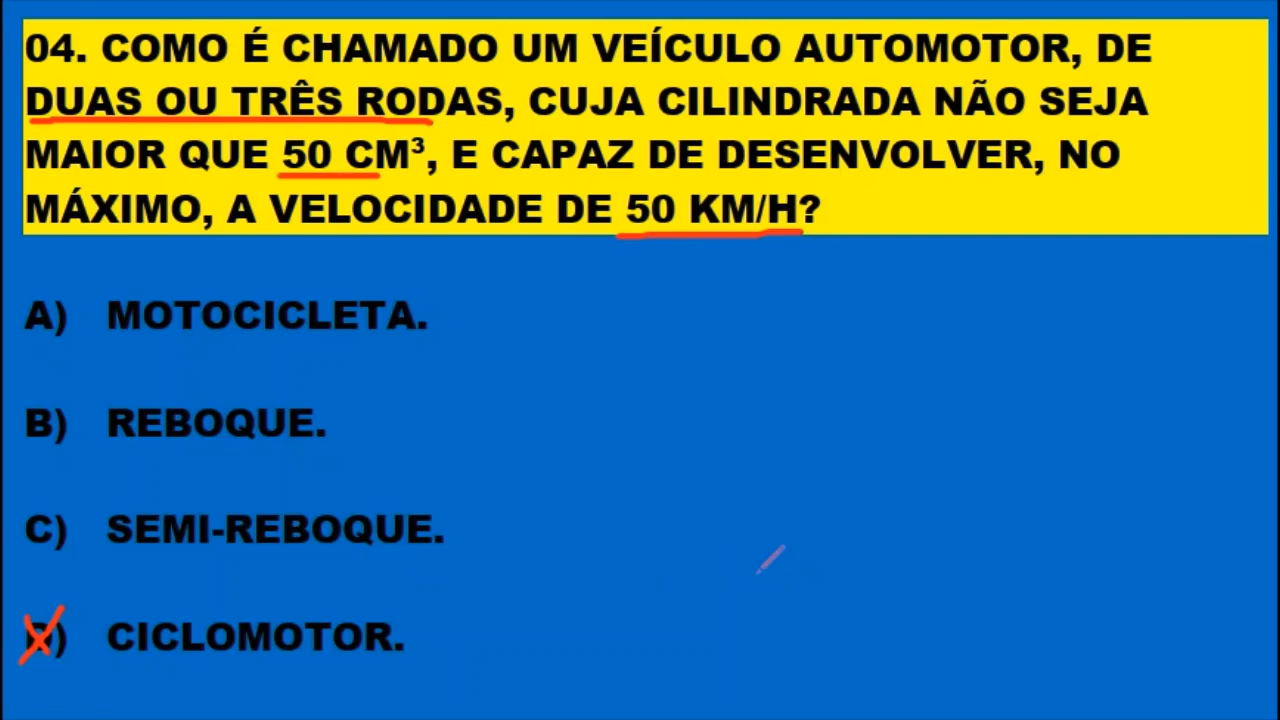 04. COMO É CHAMADO UM VEÍCULO AUTOMOTOR, DE
DUAS OU TRÊS RODAS, CUJA CILINDRADA NÃO SEJA
MAIOR QUE 50 CM³, E CAPAZ DE DESENVOLVER, NO
MÁXIMO, A VELOCIDADE DE 50 KM/H?
A) MOTOCICLETA.
B) REBOQUE.
C) SEMI-REBOQUE.
D) CICLOMOTOR.